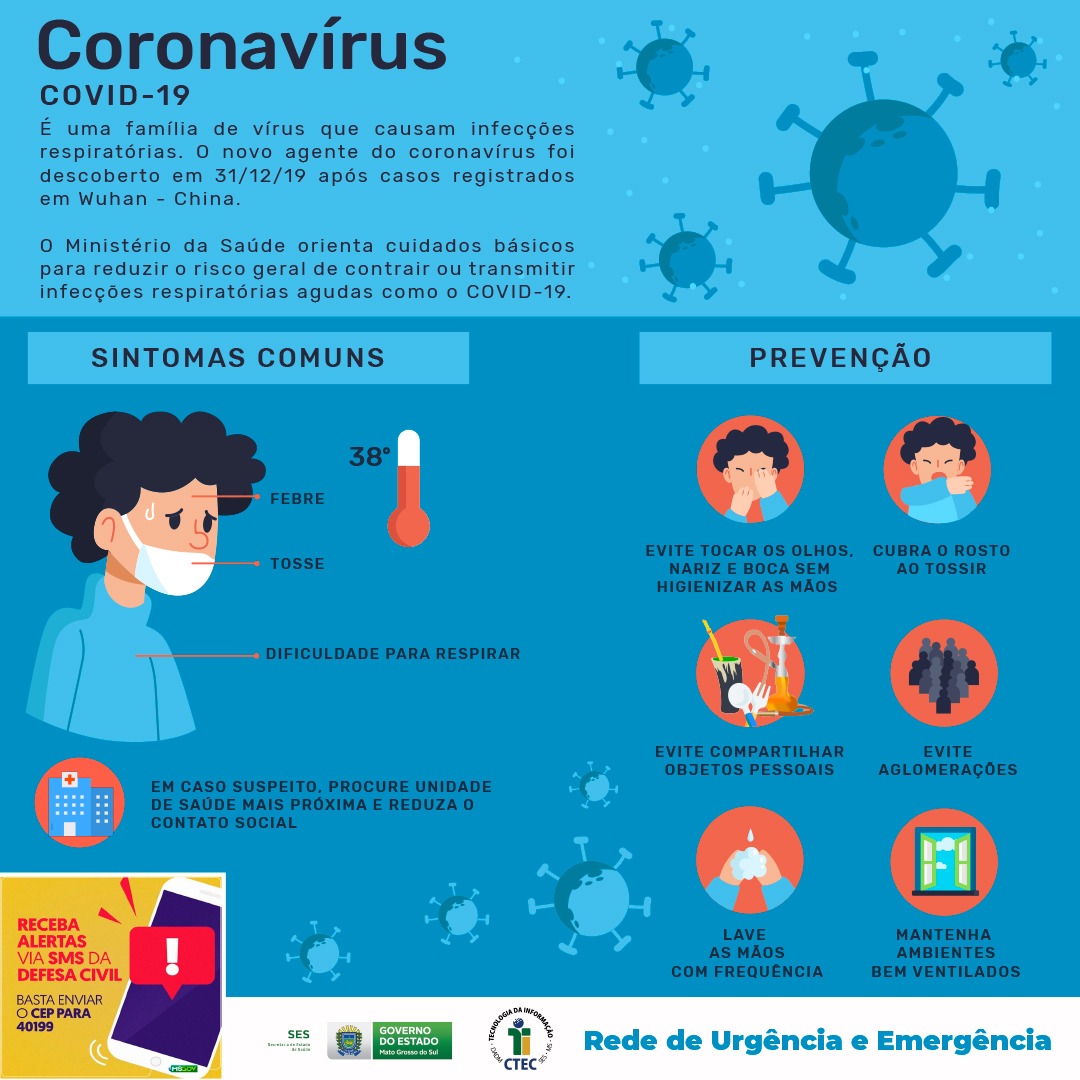 Coronavírus
COVID-19
É uma família de vírus que causam infecções
respiratórias. O novo agente do coronavírus foi
descoberto em 31/12/19 após casos registrados
em Wuhan - China.
O Ministério da Saúde orienta cuidados básicos
para reduzir o risco geral de contrair ou transmitir
infecções respiratórias agudas como o COVID-19.
SINTOMAS COMUNS
38°
FEBRE
TOSSE
DIFICULDADE PARA RESPIRAR
EM CASO SUSPEITO, PROCURE UNIDADE
DE SAÚDE MAIS PRÓXIMA E REDUZA O
CONTATO SOCIAL
PREVENÇÃO
EVITE TOCAR OS OLHOS,
NARIZ E BOCA SEM
HIGIENIZAR AS MÃOS
CUBRA O ROSTO
AO TOSSIR
EVITE COMPARTILHAR
OBJETOS PESSOAIS
EVITE
AGLOMERAÇÕES
LAVE
AS MÃOS
COM FREQUÊNCIA
MANTENHA
AMBIENTES
BEM VENTILADOS
RECEBA
ALERTAS
VIA SMS DA
DEFESA CIVIL
BASTA ENVIAR
O CEP PARA
40199
!
MSGOV
SES
Secretaria de Estado
de Saúde
GOVERNO
DO ESTADO
Mato Grosso do Sul
TECNOLOGIA DA INFORMAÇÃO
CTEC
SES - MS
Rede de Urgência e Emergência